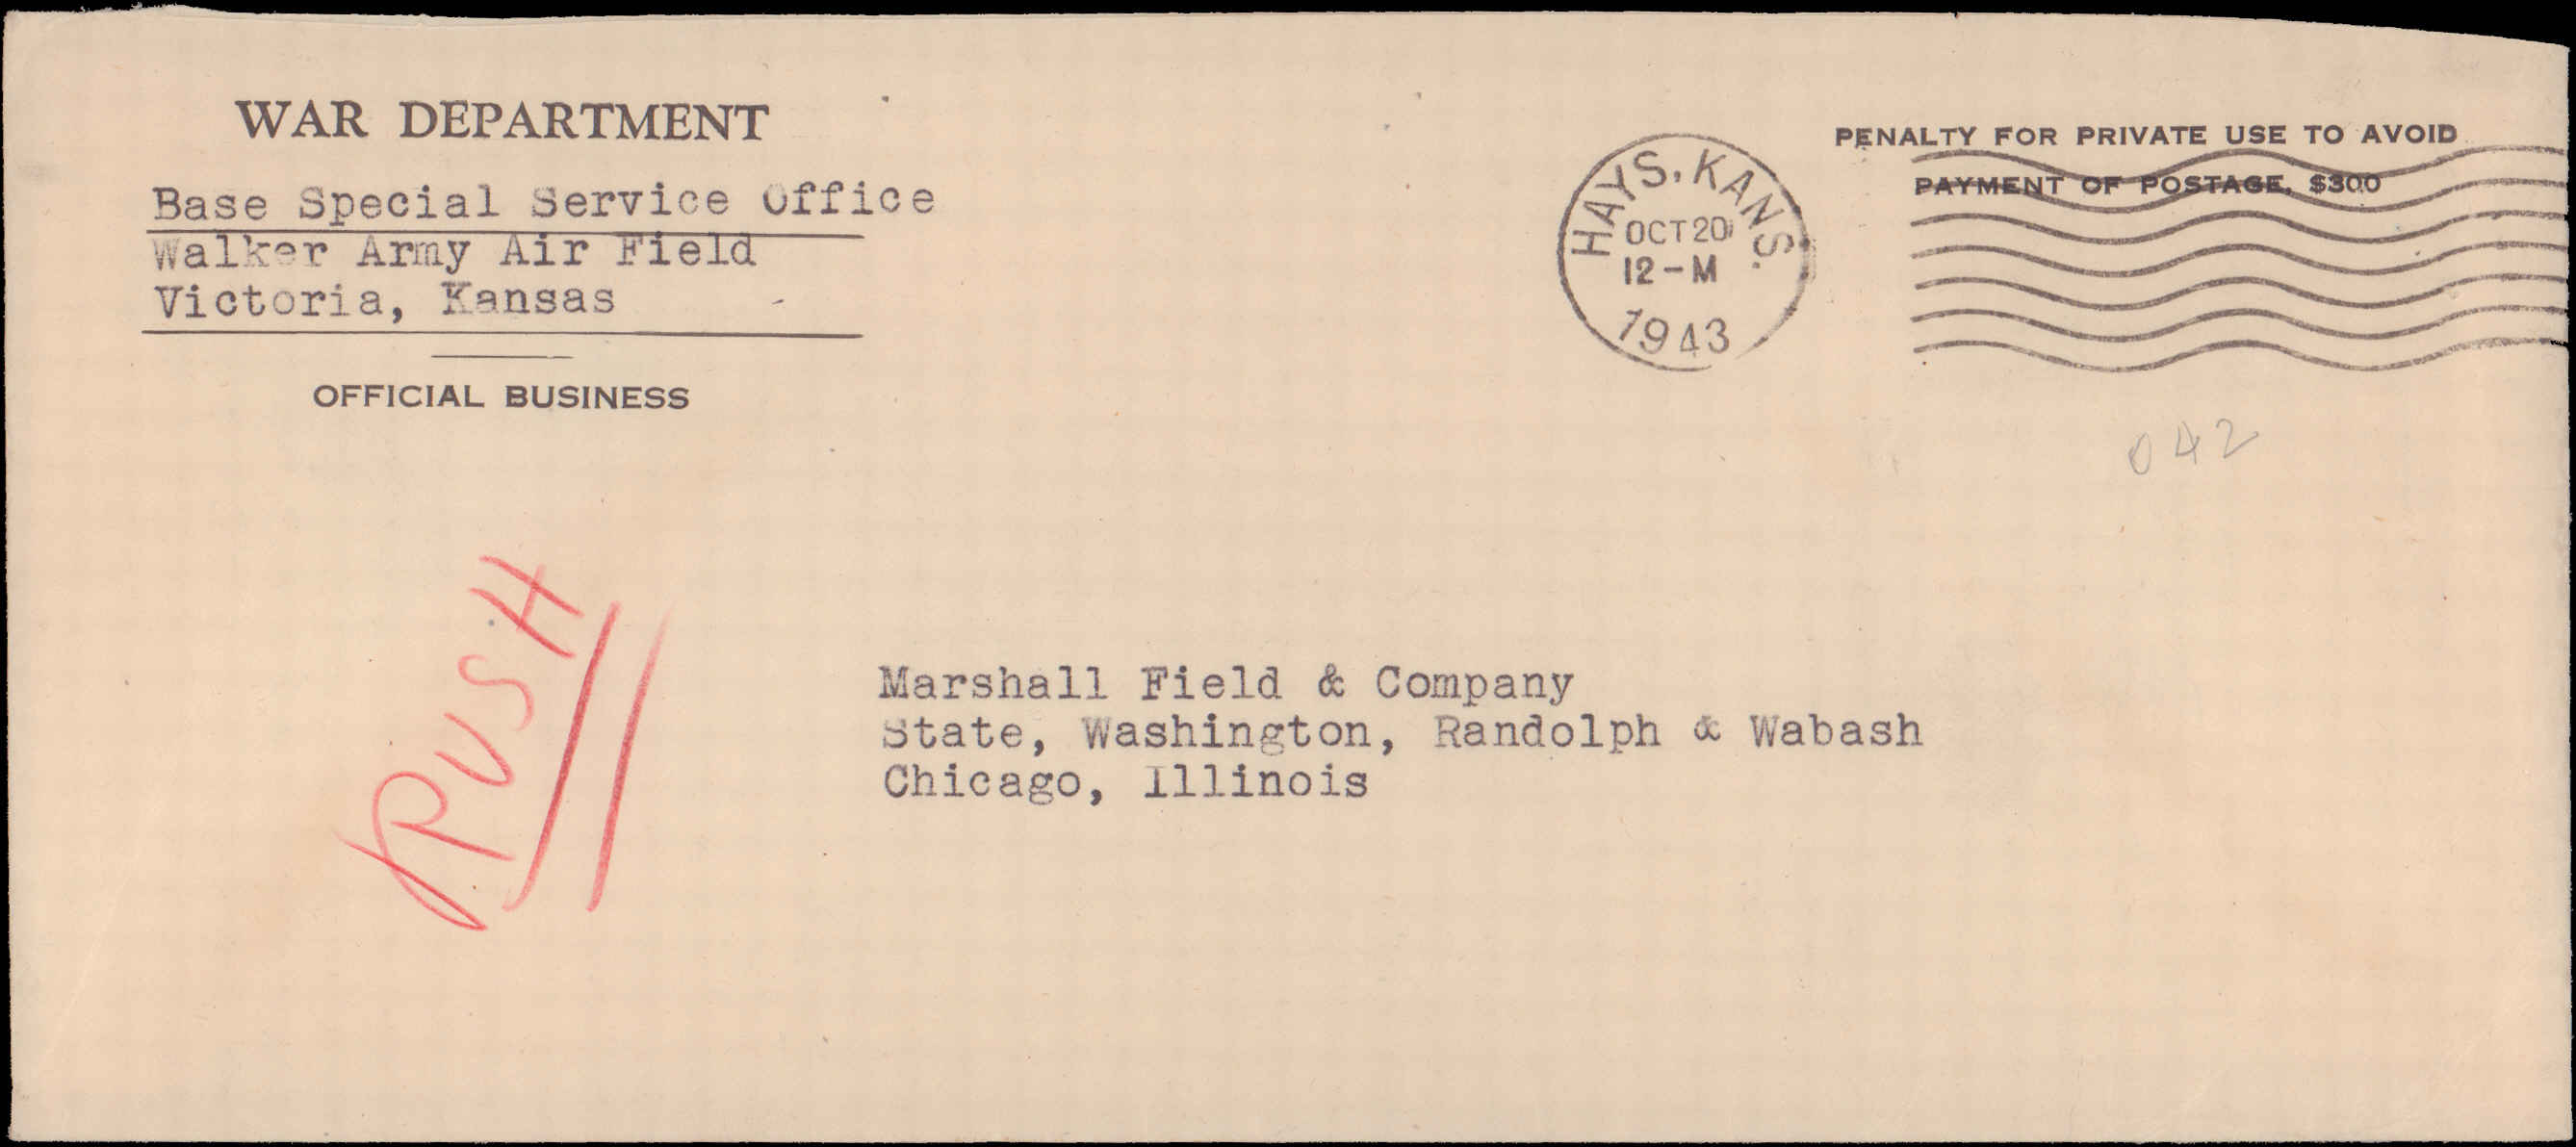 WAR DEPARTMENT
Base Special Service Office
Walker Army Air Field
Victoria, Kansas
OFFICIAL BUSINESS
HAYS, KANS.
OCT 20
12-M
1943
PENALTY FOR PRIVATE USE TO AVOID
PAYMENT OF POSTAGE, $300
042
RUSH
Marshall Field & Company
State, Washington, Randolph & Wabash
Chicago, Illinois